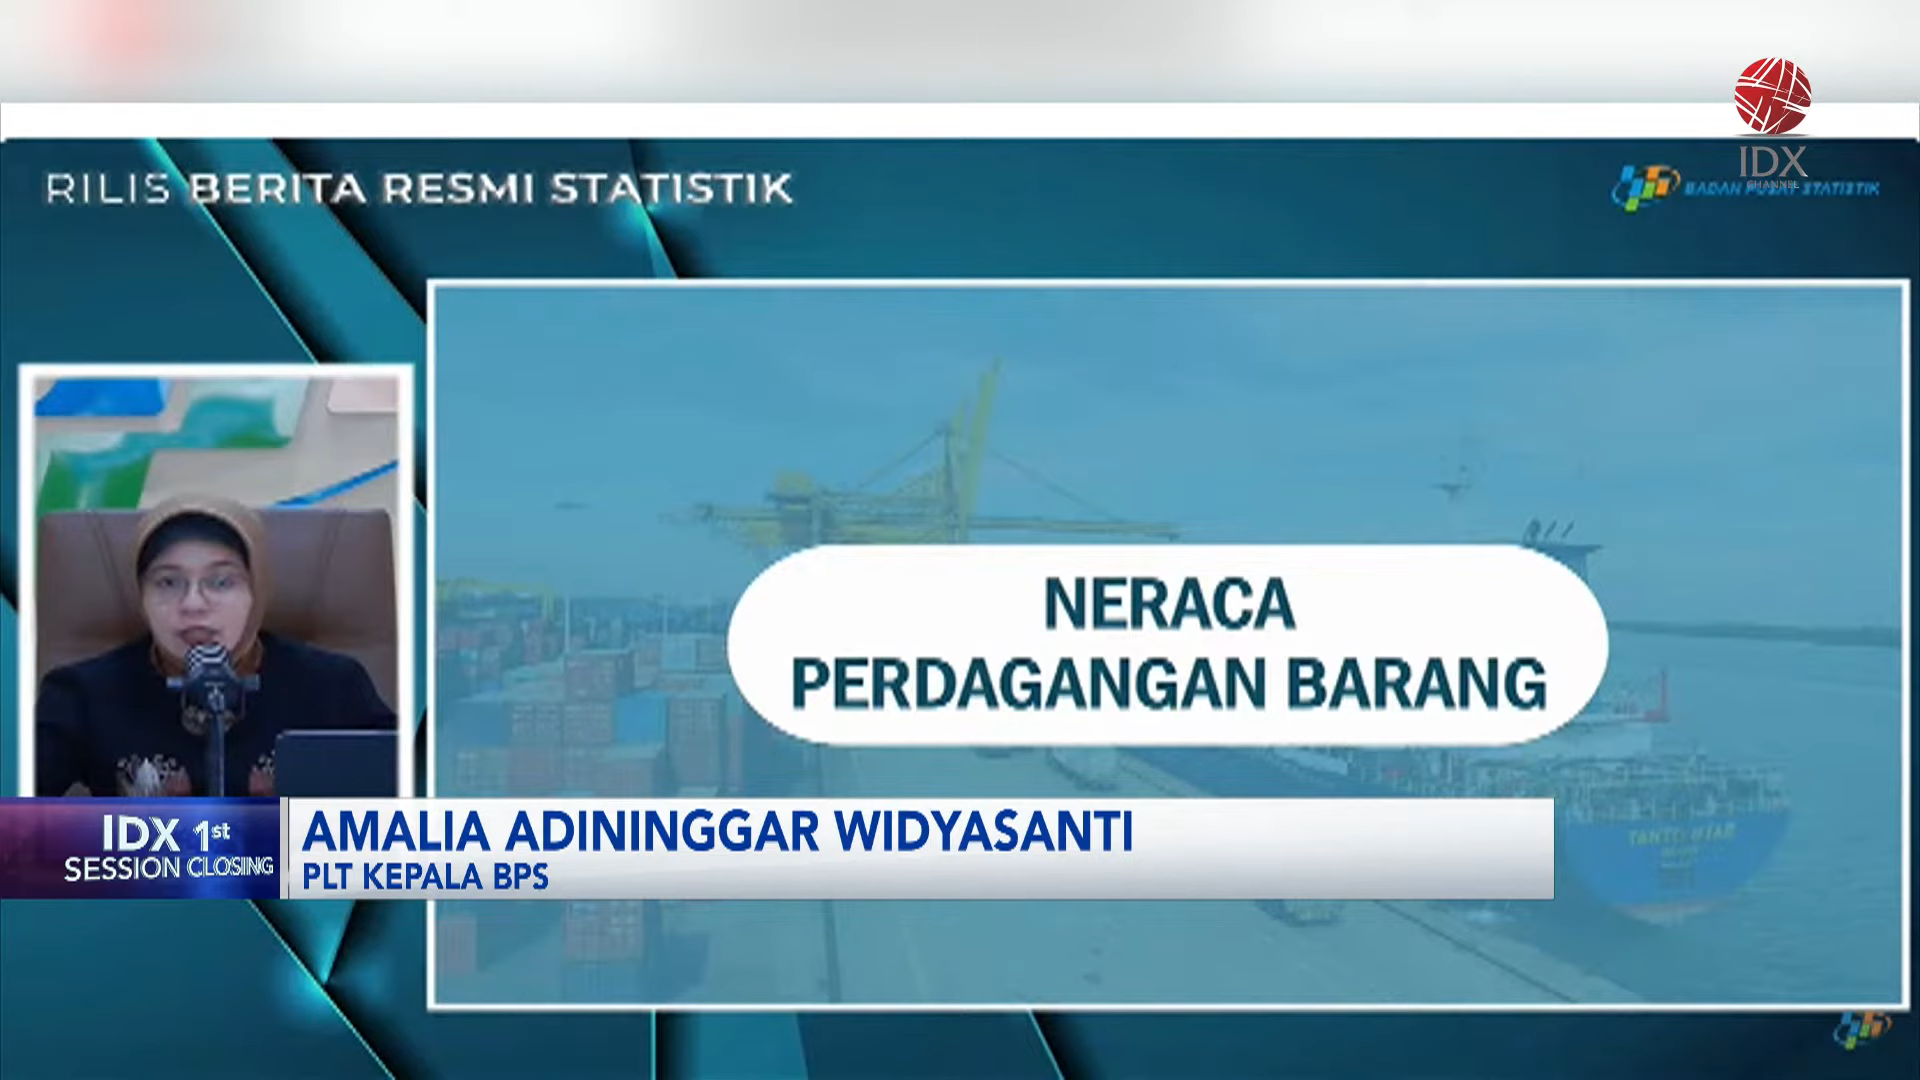 IDX
CHANNEL
RILIS BERITA RESMI STATISTIK
BADAN PUSAT STATISTIK
NERACA
PERDAGANGAN BARANG
IDX 1st
SESSION CLOSING
AMALIA ADININGGAR WIDYASANTI
PLT KEPALA BPS